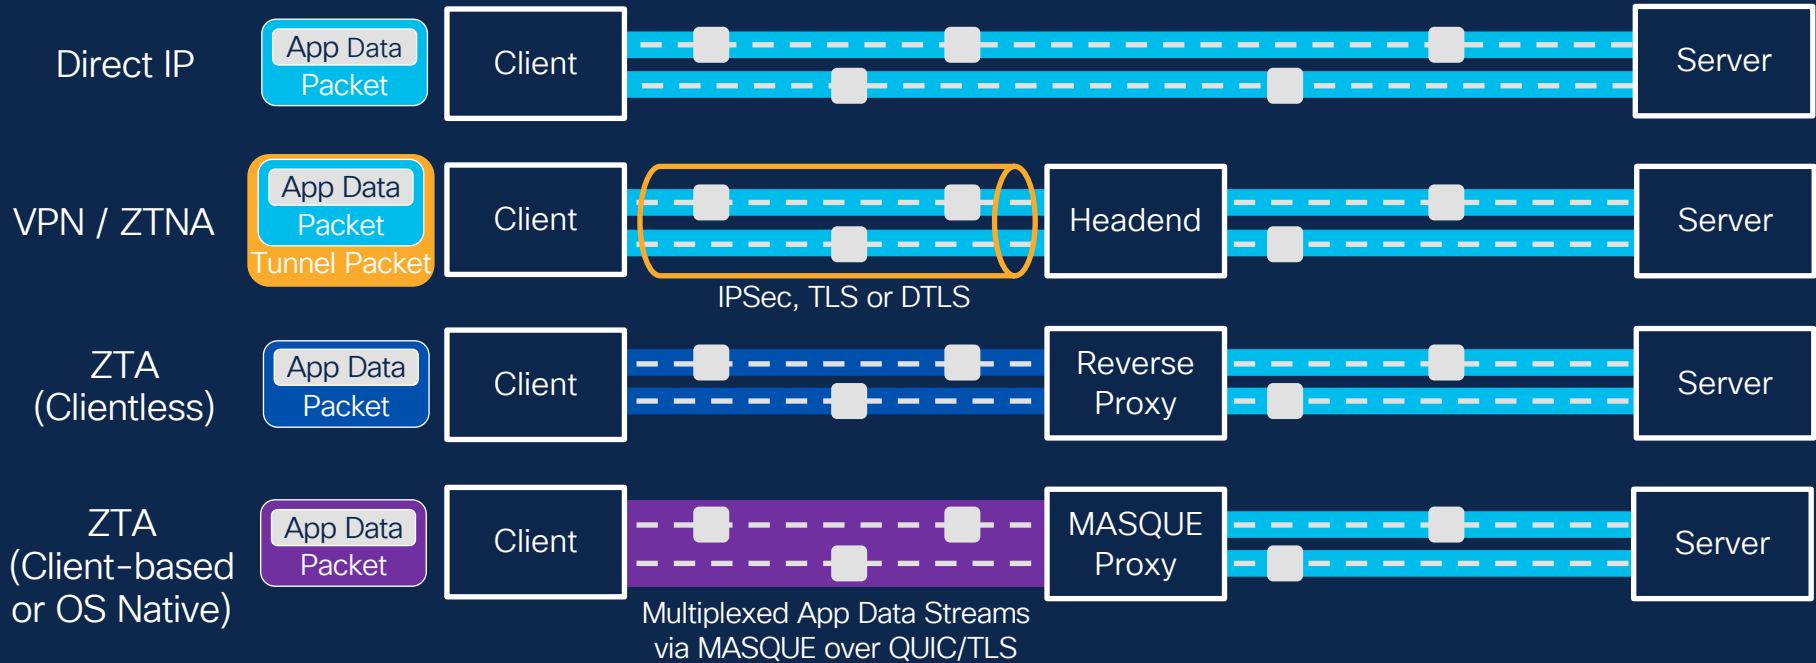 Direct IP
App Data
Packet
Client
Server
VPN / ZTNA
App Data
Packet
Tunnel Packet
Client
IPSec, TLS or DTLS
Headend
Server
ZTA
(Clientless)
App Data
Packet
Client
Reverse
Proxy
Server
ZTA
(Client-based
or OS Native)
App Data
Packet
Client
Multiplexed App Data Streams
via MASQUE over QUIC/TLS
MASQUE
Proxy
Server